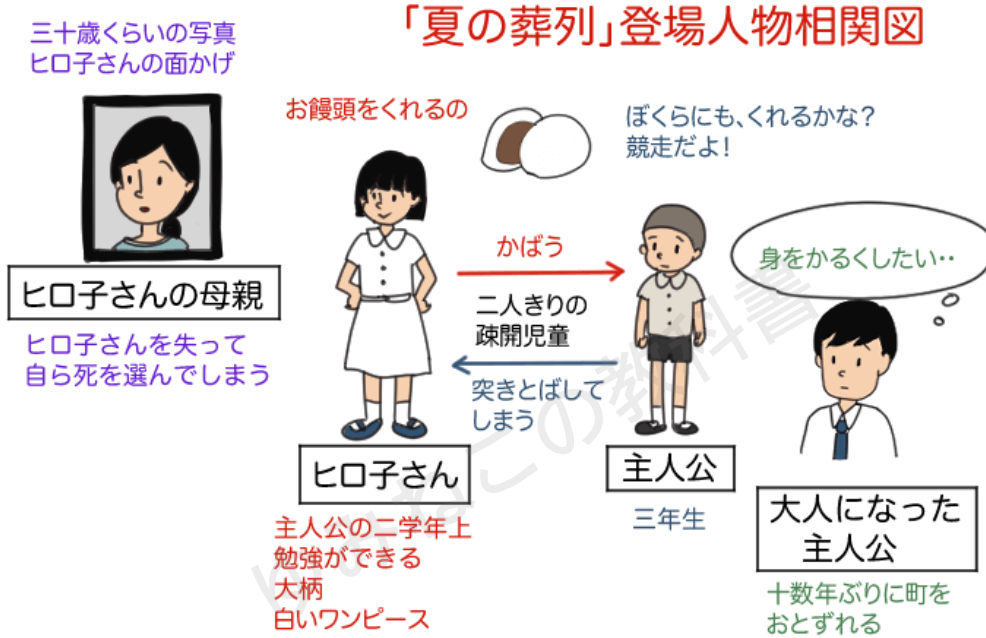 「夏の葬列」登場人物相関図
三十歳くらいの写真
ヒロ子さんの面かげ
お饅頭をくれるの
ぼくらにも、くれるかな?
競走だよ!
かばう
身をかるくしたい‥
ヒロ子さんの母親
二人きりの
疎開児童
ヒロ子さんを失って
自ら死を選んでしまう
突きとばして
しまう
ヒロ子さん
主人公
主人公の二学年上
勉強ができる
大柄
白いワンピース
三年生
大人になった
主人公
十数年ぶりに町を
おとずれる
ゆみねこの教科書